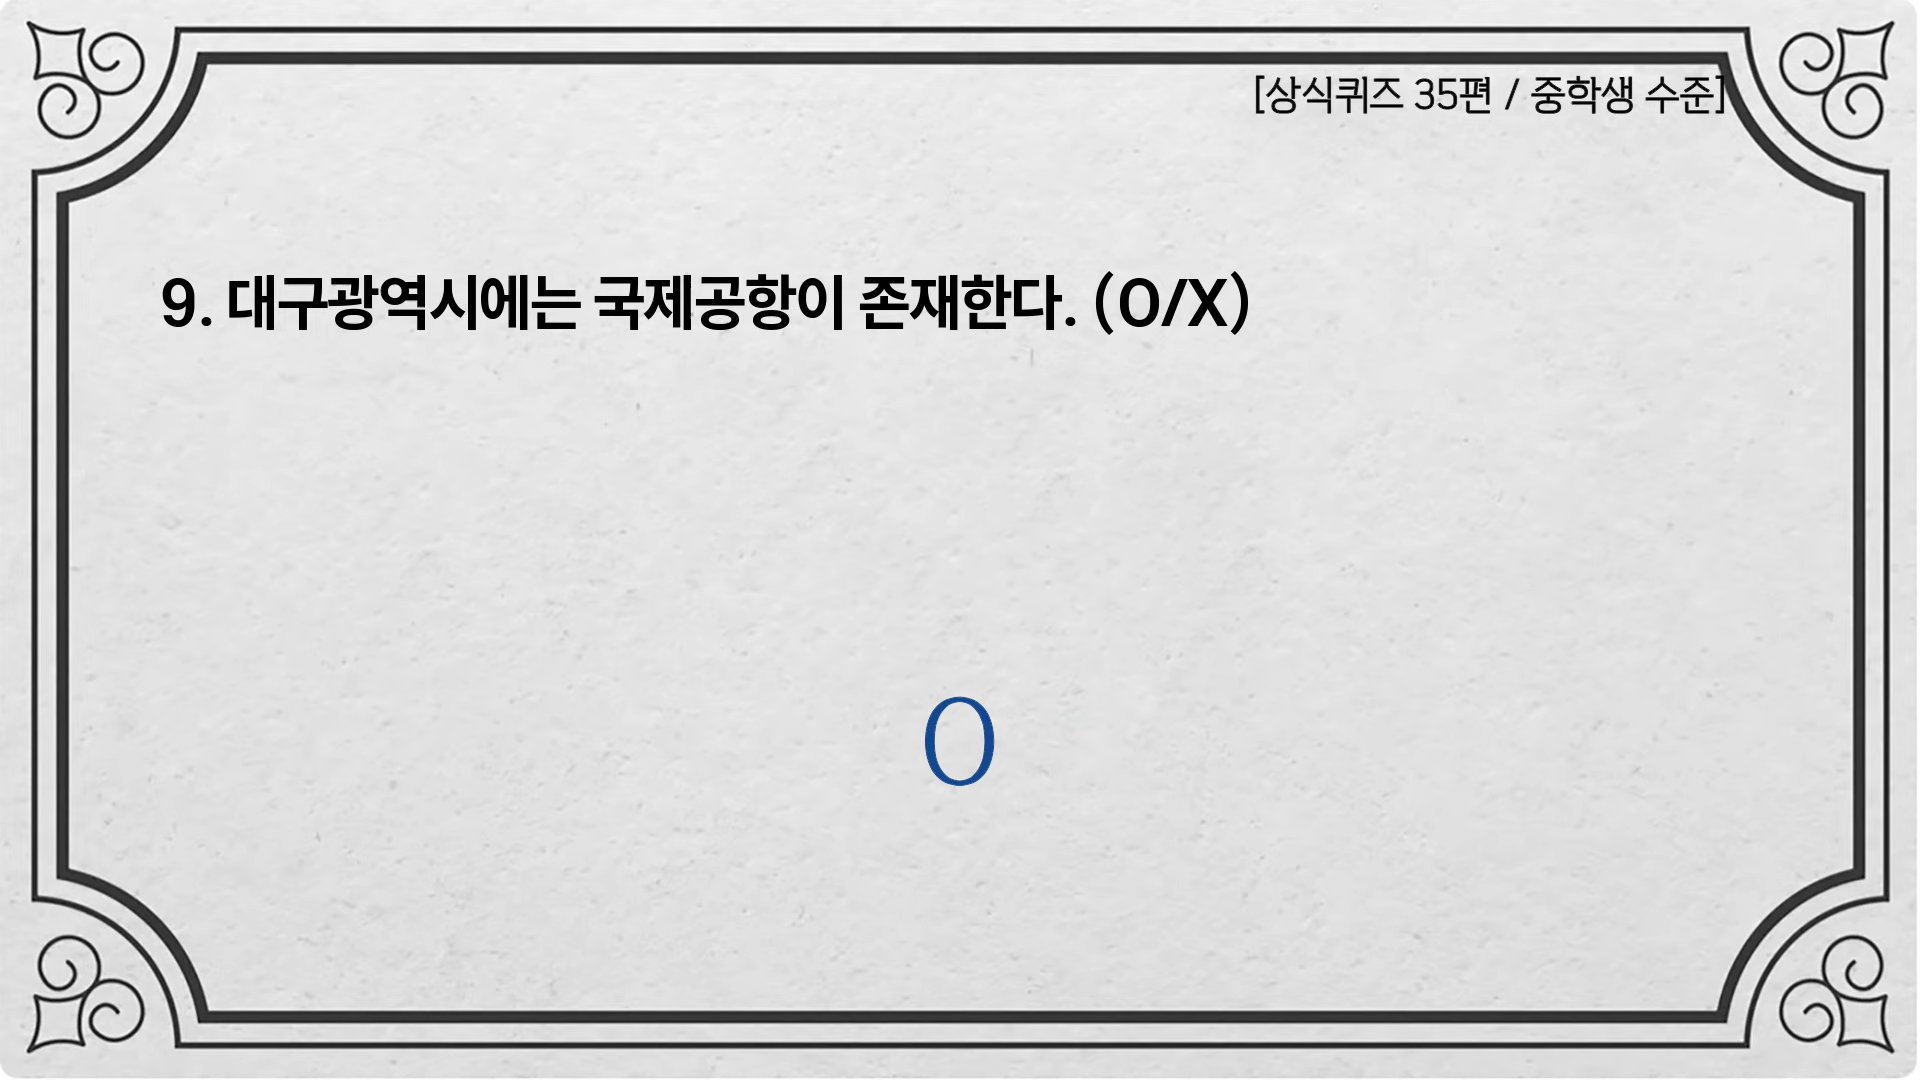 [상식퀴즈 35편 / 중학생 수준]
9. 대구광역시에는 국제공항이 존재한다. (O/X)
O